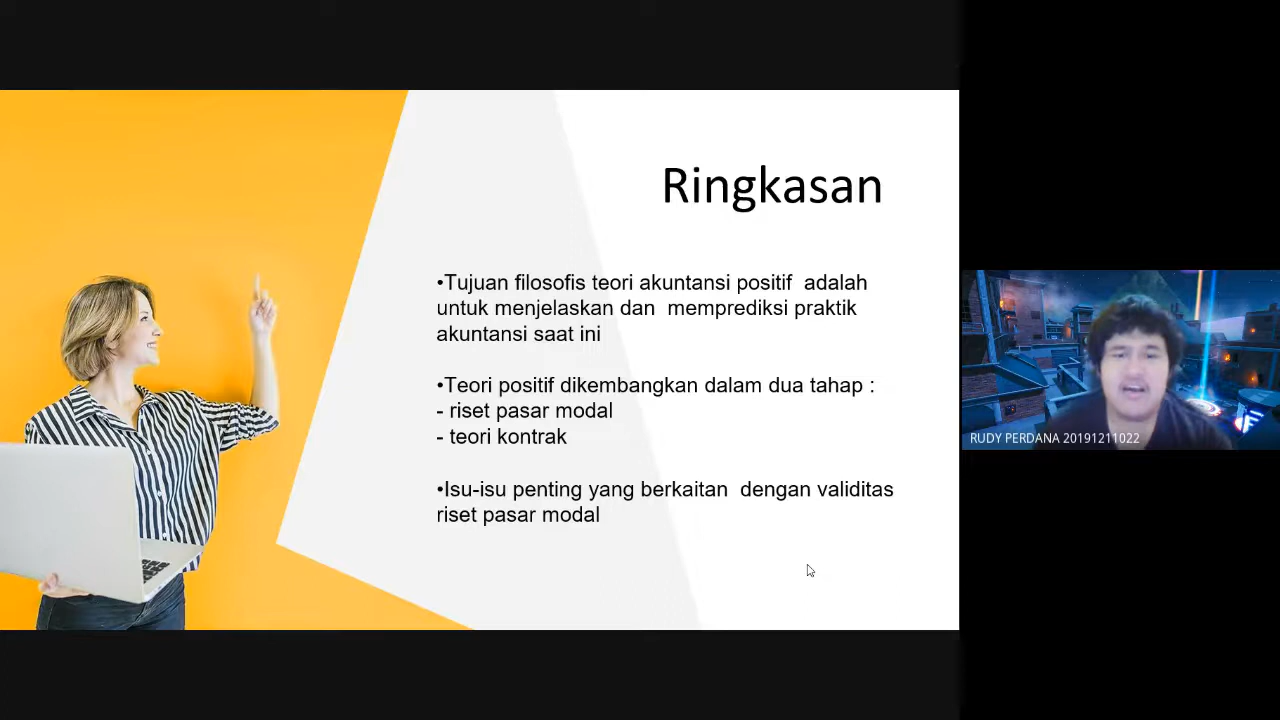 Ringkasan
•Tujuan filosofis teori akuntansi positif  adalah
untuk menjelaskan dan  memprediksi praktik
akuntansi saat ini
•Teori positif dikembangkan dalam dua tahap :
- riset pasar modal
- teori kontrak
•Isu-isu penting yang berkaitan  dengan validitas
riset pasar modal
RUDY PERDANA 20191211022